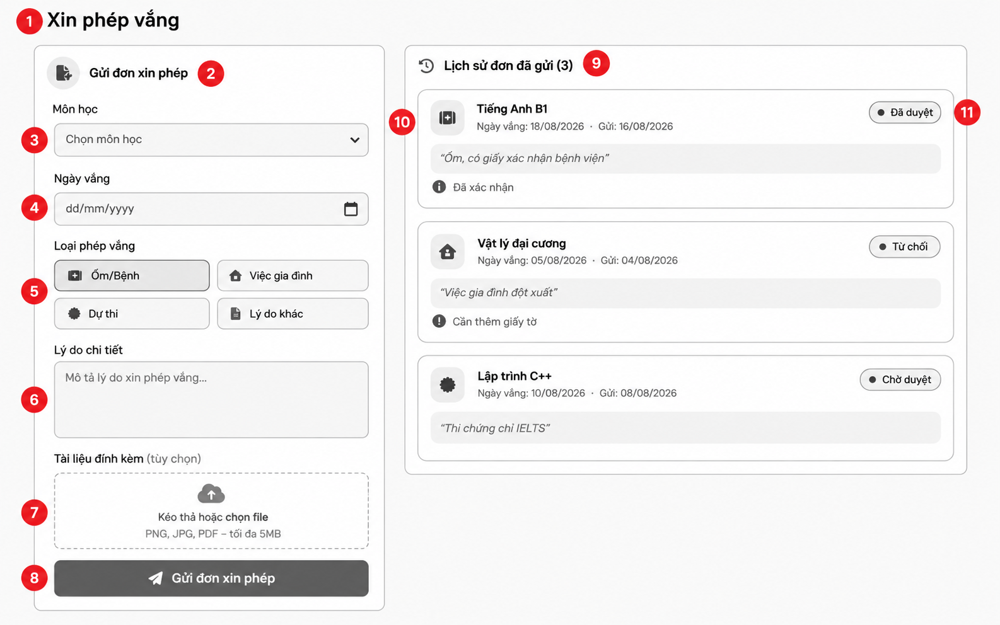 1 Xin phép vắng
Gửi đơn xin phép 2
Môn học
3 Chọn môn học
Ngày vắng
4 dd/mm/yyyy
Loại phép vắng
5
Ốm/Bệnh
Việc gia đình
Dự thi
Lý do khác
Lý do chi tiết
6 Mô tả lý do xin phép vắng...
Tài liệu đính kèm (tùy chọn)
7
Kéo thả hoặc chọn file
PNG, JPG, PDF – tối đa 5MB
8 Gửi đơn xin phép
Lịch sử đơn đã gửi (3) 9
10 Tiếng Anh B1
Đã duyệt 11
Ngày vắng: 18/08/2026 · Gửi: 16/08/2026
“Ốm, có giấy xác nhận bệnh viện”
Đã xác nhận
Vật lý đại cương
Từ chối
Ngày vắng: 05/08/2026 · Gửi: 04/08/2026
“Việc gia đình đột xuất”
Cần thêm giấy tờ
Lập trình C++
Chờ duyệt
Ngày vắng: 10/08/2026 · Gửi: 08/08/2026
“Thi chứng chỉ IELTS”